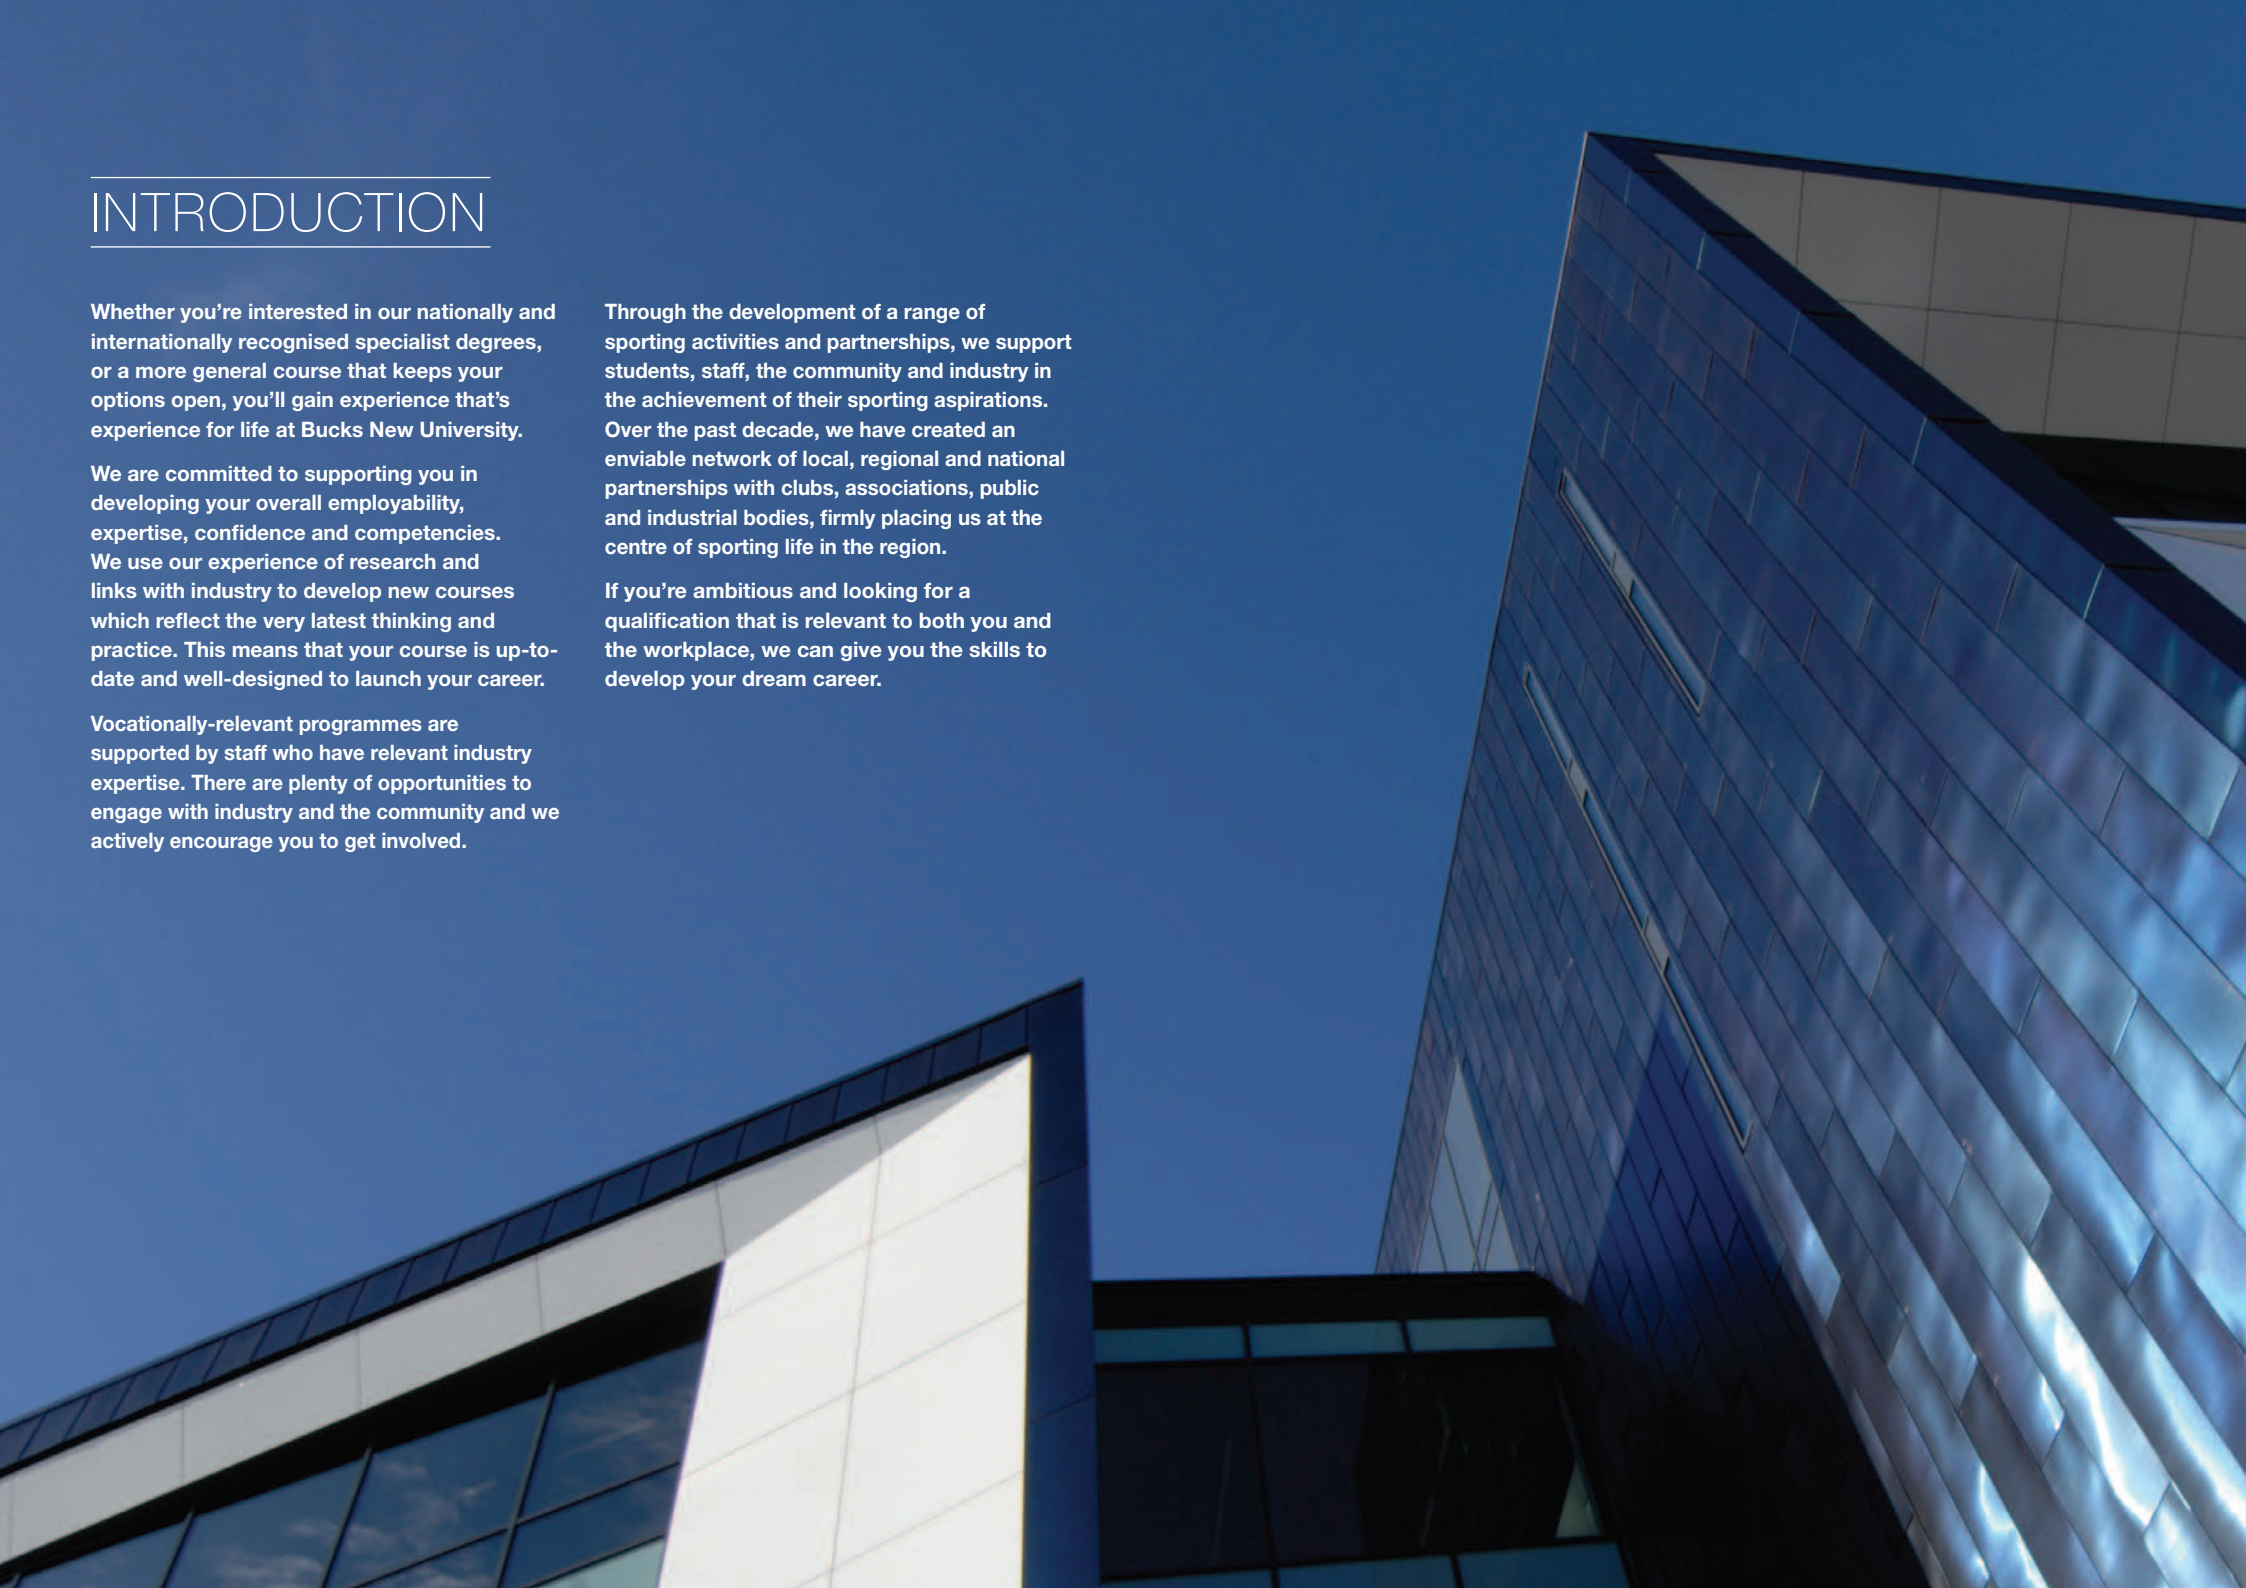 INTRODUCTION
Whether you’re interested in our nationally and
internationally recognised specialist degrees,
or a more general course that keeps your
options open, you’ll gain experience that’s
experience for life at Bucks New University.
We are committed to supporting you in
developing your overall employability,
expertise, confidence and competencies.
We use our experience of research and
links with industry to develop new courses
which reflect the very latest thinking and
practice. This means that your course is up-to-
date and well-designed to launch your career.
Vocationally-relevant programmes are
supported by staff who have relevant industry
expertise. There are plenty of opportunities to
engage with industry and the community and we
actively encourage you to get involved.
Through the development of a range of
sporting activities and partnerships, we support
students, staff, the community and industry in
the achievement of their sporting aspirations.
Over the past decade, we have created an
enviable network of local, regional and national
partnerships with clubs, associations, public
and industrial bodies, firmly placing us at the
centre of sporting life in the region.
If you’re ambitious and looking for a
qualification that is relevant to both you and
the workplace, we can give you the skills to
develop your dream career.